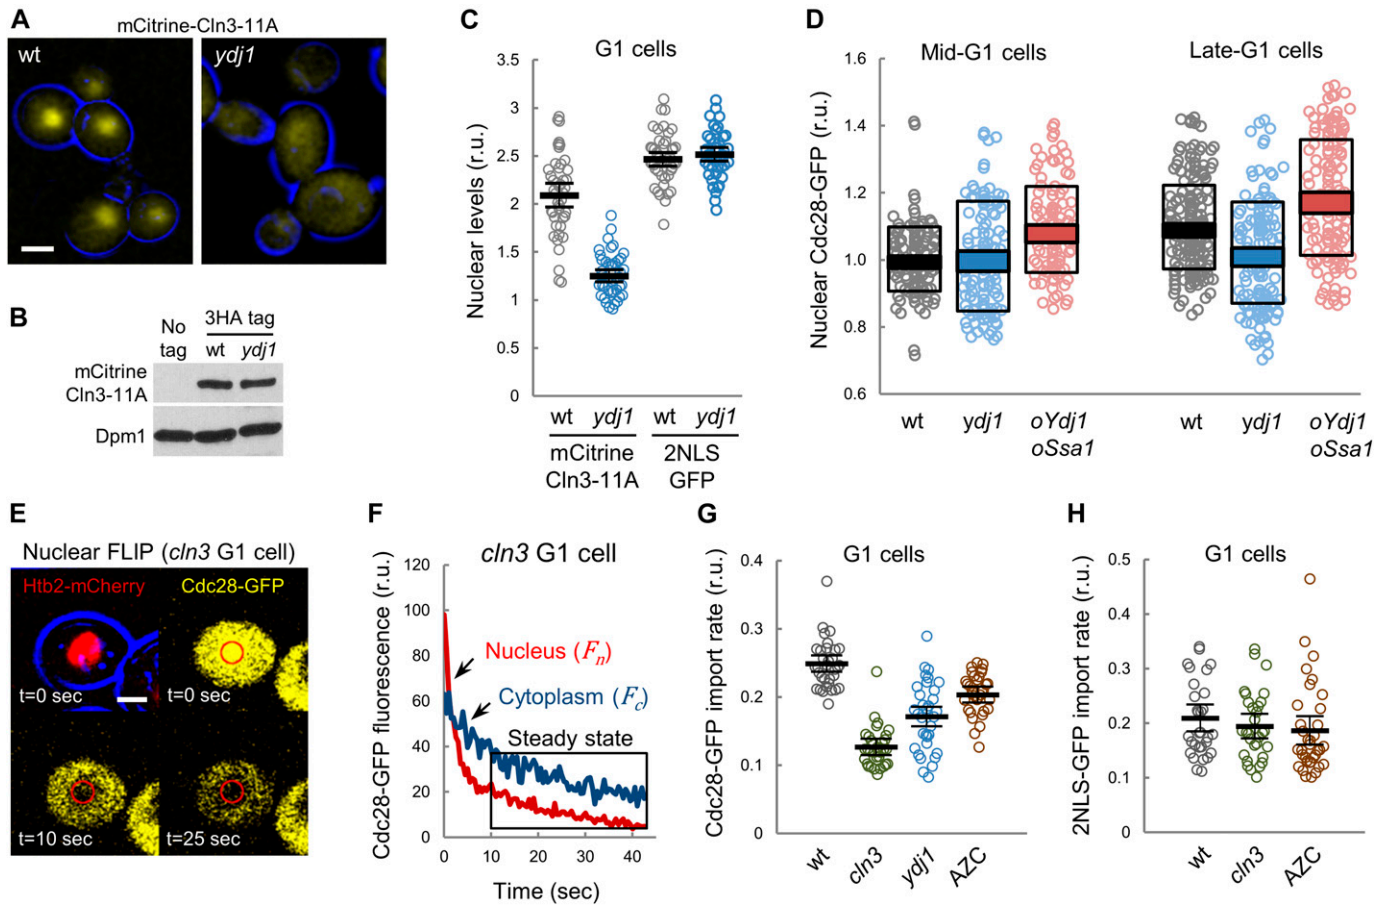 A
mCitrine-Cln3-11A
wt
ydj1
B
No
tag
3HA tag
wt
ydj1
mCitrine
Cln3-11A
Dpm1
C
G1 cells
Nuclear levels (r.u.)
3.5
3
2.5
2
1.5
1
0.5
0
wt
ydj1
wt
ydj1
mCitrine
Cln3-11A
2NLS
GFP
D
Mid-G1 cells
Late-G1 cells
Nuclear Cdc28-GFP (r.u.)
1.6
1.4
1.2
1.0
0.8
0.6
wt
ydj1
oYdj1
oSsa1
wt
ydj1
oYdj1
oSsa1
E
Nuclear FLIP (cln3 G1 cell)
Htb2-mCherry
Cdc28-GFP
t=0 sec
t=0 sec
t=10 sec
t=25 sec
F
cln3 G1 cell
Cdc28-GFP fluorescence (r.u.)
120
100
80
60
40
20
0
Nucleus (Fn)
Cytoplasm (Fc)
Steady state
0
10
20
30
40
Time (sec)
G
G1 cells
Cdc28-GFP import rate (r.u.)
0.4
0.3
0.2
0.1
0
wt
cln3
ydj1
AZC
H
G1 cells
2NLS-GFP import rate (r.u.)
0.5
0.4
0.3
0.2
0.1
0
wt
cln3
AZC